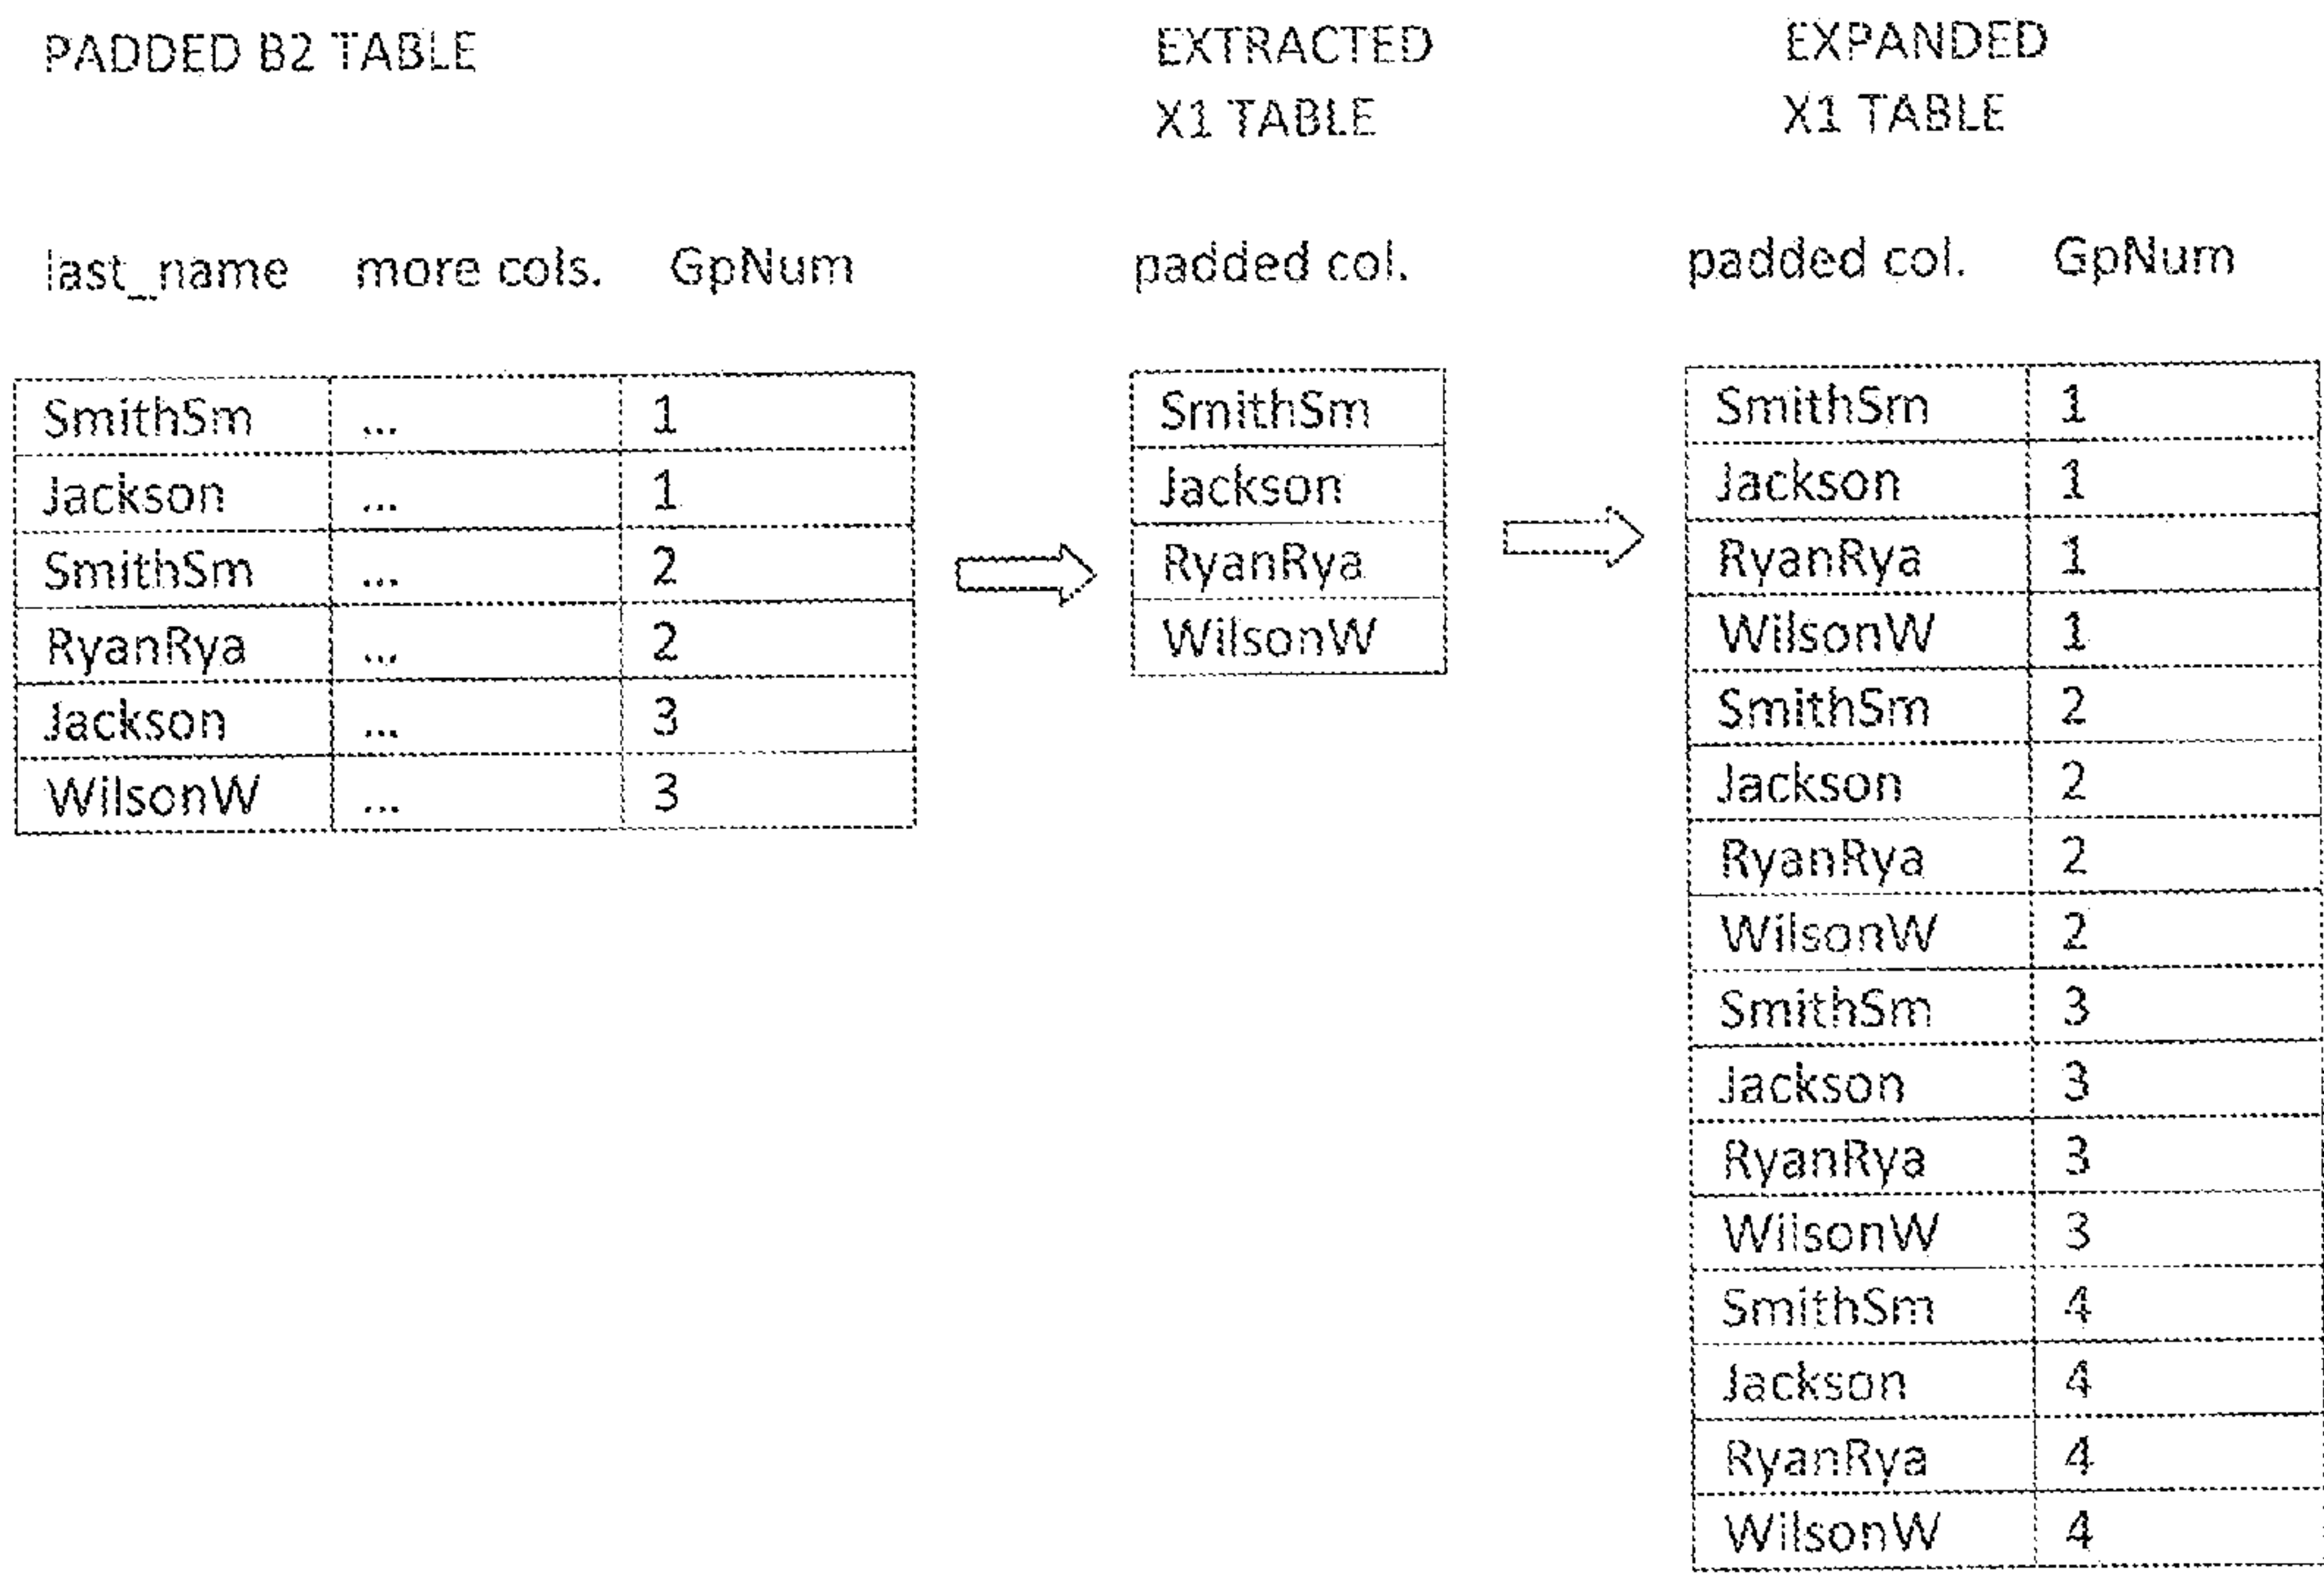 PADDED B2 TABLE
last_name more cols. GpNum
SmithSm ... 1
Jackson ... 1
SmithSm ... 2
RyanRya ... 2
Jackson ... 3
WilsonW ... 3
EXTRACTED
X1 TABLE
padded col.
SmithSm
Jackson
RyanRya
WilsonW
EXPANDED
X1 TABLE
padded col. GpNum
SmithSm 1
Jackson 1
RyanRya 1
WilsonW 1
SmithSm 2
Jackson 2
RyanRya 2
WilsonW 2
SmithSm 3
Jackson 3
RyanRya 3
WilsonW 3
SmithSm 4
Jackson 4
RyanRya 4
WilsonW 4